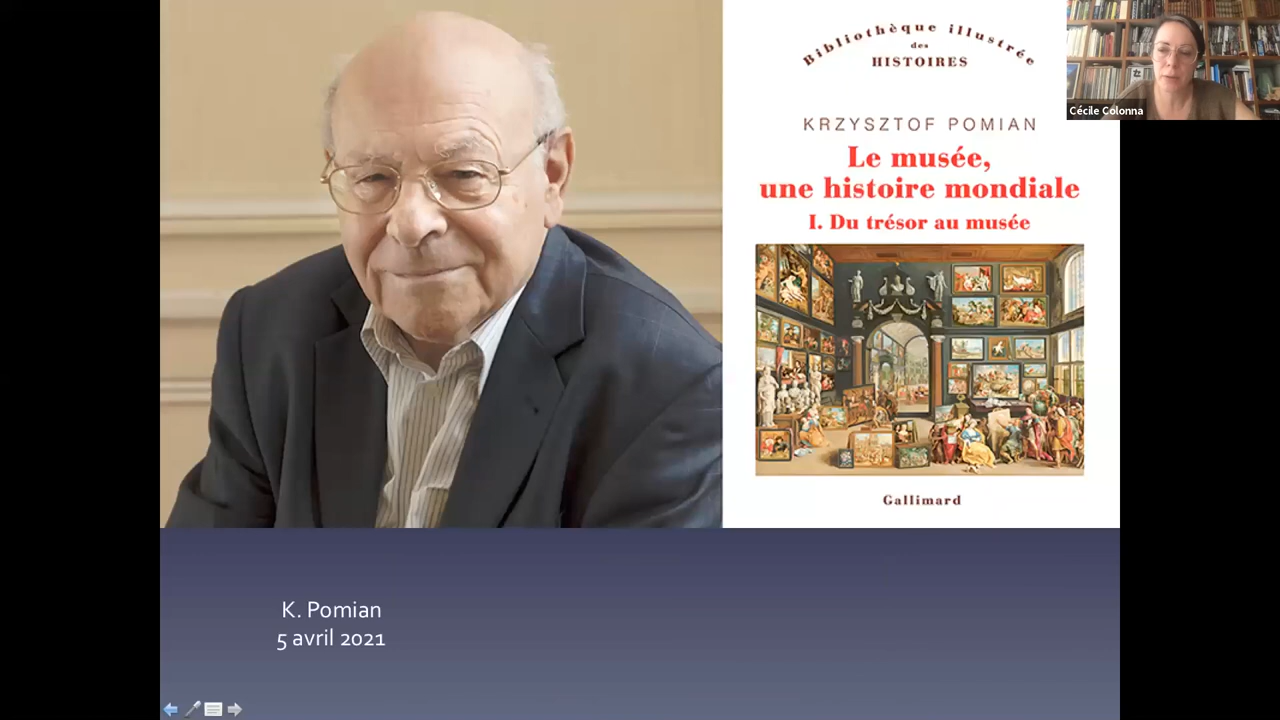 Bibliothèque illustrée
des
HISTOIRES
KRZYSZTOF POMIAN
Le musée,
une histoire mondiale
I. Du trésor au musée
Gallimard
Cécile Colonna
K. Pomian
5 avril 2021